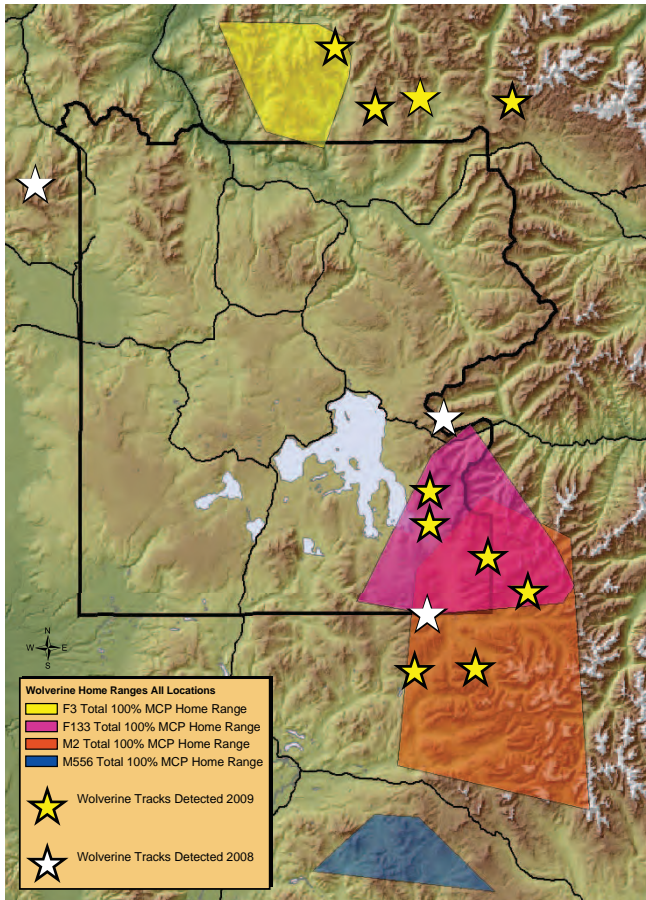 N
W E
S
Wolverine Home Ranges All Locations
F3 Total 100% MCP Home Range
F133 Total 100% MCP Home Range
M2 Total 100% MCP Home Range
M556 Total 100% MCP Home Range
Wolverine Tracks Detected 2009
Wolverine Tracks Detected 2008